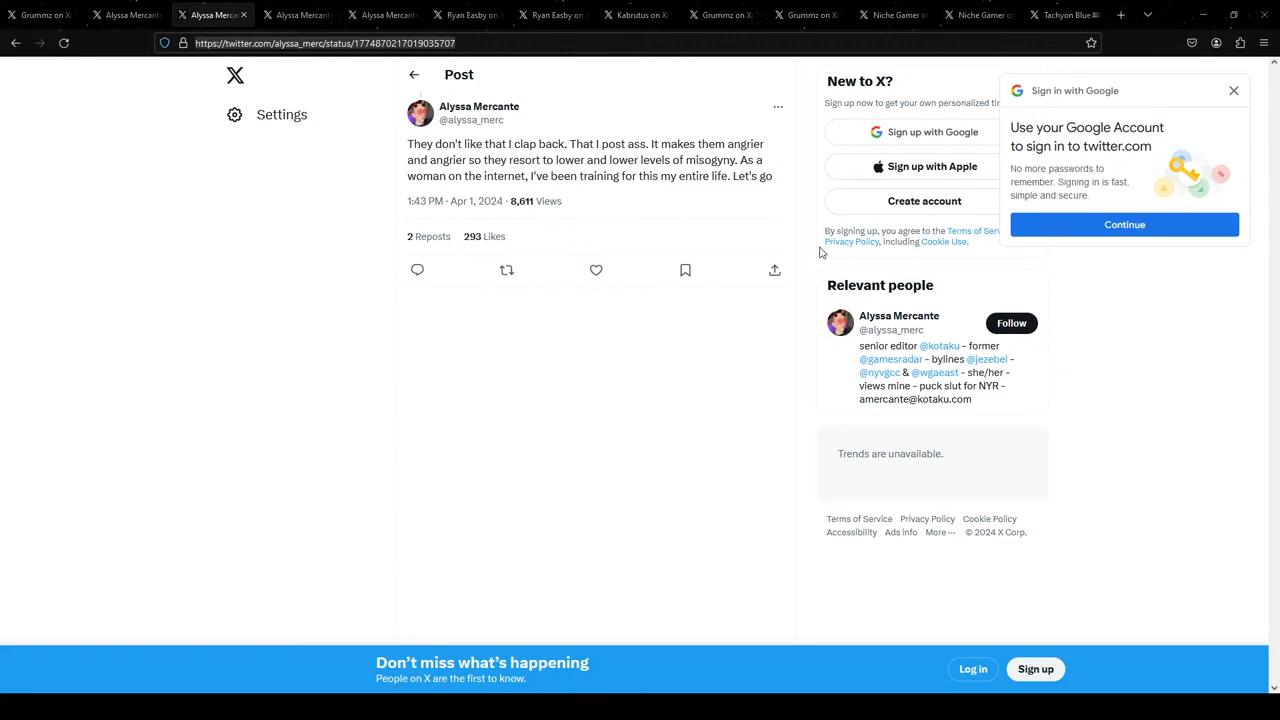 Grummz on X:
Alyssa Mercante
Alyssa Merca
Alyssa Mercant
Alyssa Mercant
Ryan Easby on
Ryan Easby on X
Kabrutus on X:
Grummz on X:
Grummz on X:
Niche Gamer o
Niche Gamer on
Tachyon Blue
https://twitter.com/alyssa_merc/status/1774870217019035707
Settings
Post
Alyssa Mercante
@alyssa_merc
They don't like that I clap back. That I post ass. It makes them angrier
and angrier so they resort to lower and lower levels of misogyny. As a
woman on the internet, I've been training for this my entire life. Let's go
1:43 PM · Apr 1, 2024 · 8,611 Views
2 Reposts 293 Likes
New to X?
Sign up now to get your own personalized tin
Sign up with Google
Sign up with Apple
Create account
By signing up, you agree to the Terms of Serv
Privacy Policy, including Cookie Use.
Relevant people
Alyssa Mercante
@alyssa_merc
Follow
senior editor @kotaku - former
@gamesradar - bylines @jezebel -
@nyvgcc & @wgaeast - she/her -
views mine - puck slut for NYR -
amercante@kotaku.com
Trends are unavailable.
Terms of Service Privacy Policy Cookie Policy
Accessibility Ads info More ··· © 2024 X Corp.
Sign in with Google
Use your Google Account
to sign in to twitter.com
No more passwords to
remember. Signing in is fast,
simple and secure.
Continue
Don't miss what's happening
People on X are the first to know.
Log in
Sign up